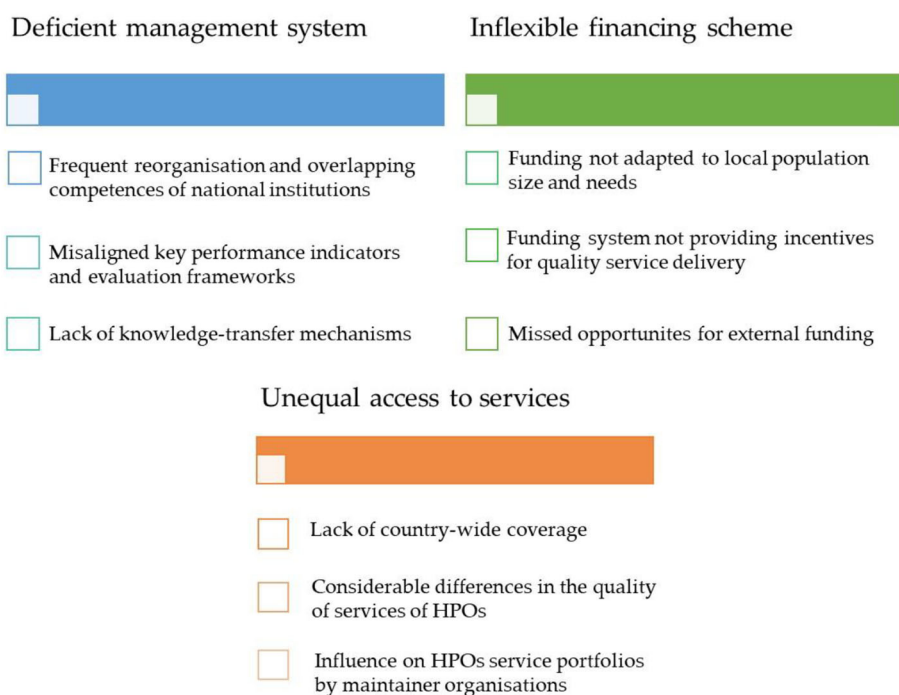 Deficient management system
Frequent reorganisation and overlapping
competences of national institutions
Misaligned key performance indicators
and evaluation frameworks
Lack of knowledge-transfer mechanisms
Inflexible financing scheme
Funding not adapted to local population
size and needs
Funding system not providing incentives
for quality service delivery
Missed opportunites for external funding
Unequal access to services
Lack of country-wide coverage
Considerable differences in the quality
of services of HPOs
Influence on HPOs service portfolios
by maintainer organisations